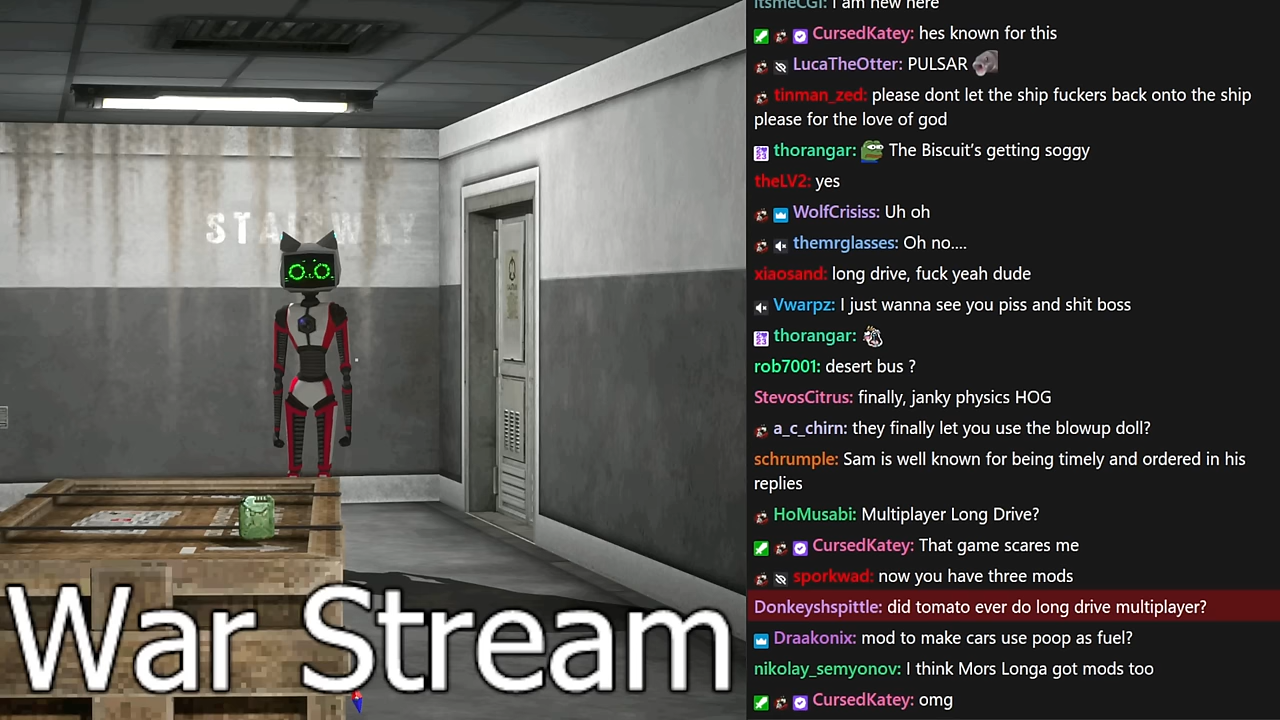 STAIRWAY
War Stream
itsmeCGI: I am new here
CursedKatey: hes known for this
LucaTheOtter: PULSAR
tinman_zed: please dont let the ship fuckers back onto the ship
please for the love of god
thorangar: The Biscuit’s getting soggy
theLV2: yes
WolfCrisiss: Uh oh
themrglasses: Oh no....
xiaosand: long drive, fuck yeah dude
Vwarpz: I just wanna see you piss and shit boss
thorangar:
rob7001: desert bus ?
StevosCitrus: finally, janky physics HOG
a_c_chirn: they finally let you use the blowup doll?
schrumple: Sam is well known for being timely and ordered in his
replies
HoMusabi: Multiplayer Long Drive?
CursedKatey: That game scares me
sporkwad: now you have three mods
Donkeyshspittle: did tomato ever do long drive multiplayer?
Draakonix: mod to make cars use poop as fuel?
nikolay_semyonov: I think Mors Longa got mods too
CursedKatey: omg